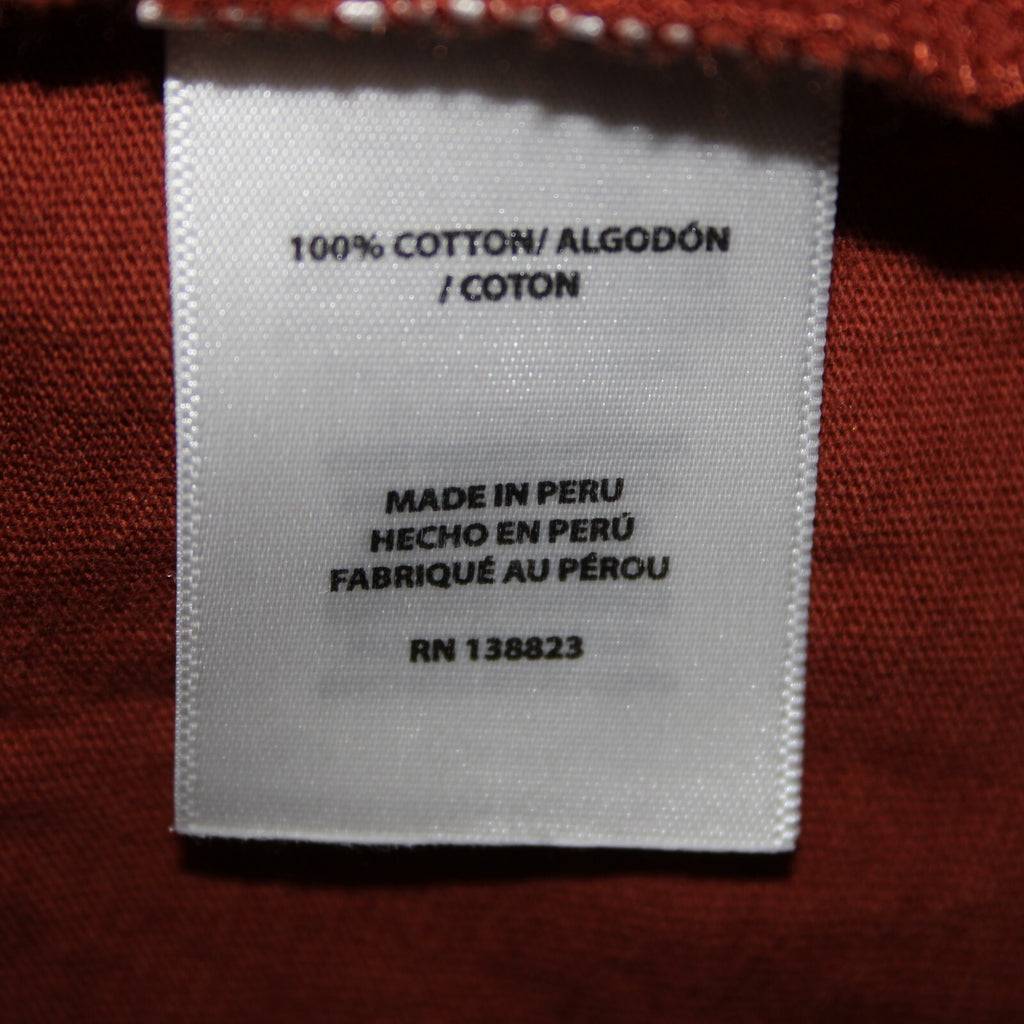 100% COTTON/ ALGODÓN
/ COTON
MADE IN PERU
HECHO EN PERÚ
FABRIQUÉ AU PÉROU
RN 138823